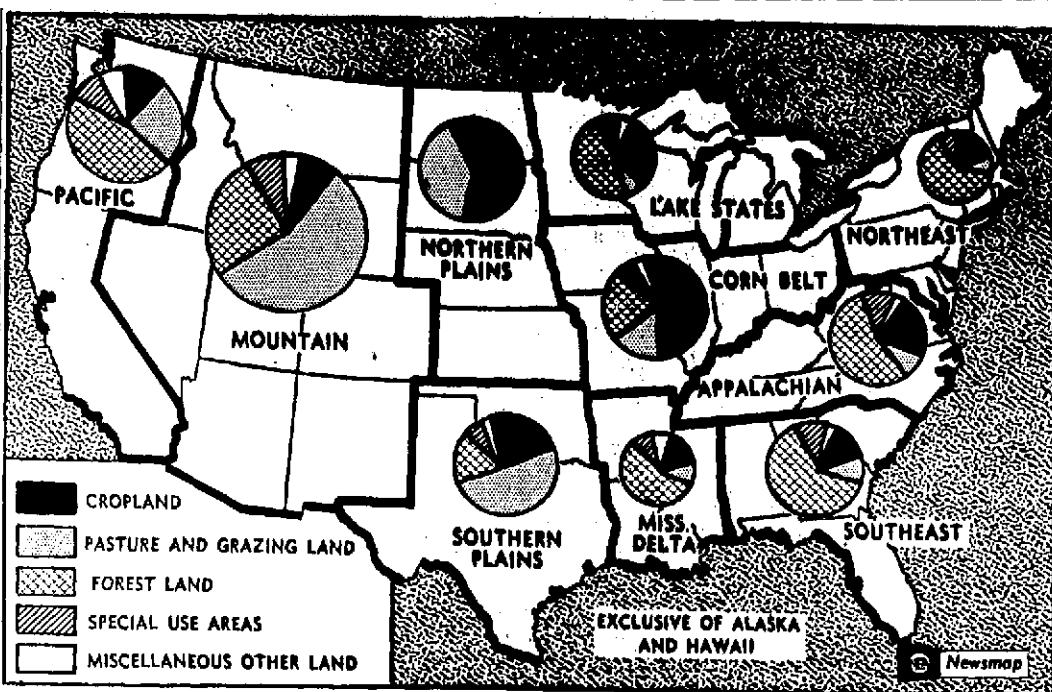 PACIFIC
MOUNTAIN
NORTHERN
PLAINS
LAKE STATES
NORTHEAST
CORN BELT
APPALACHIAN
SOUTHERN
PLAINS
MISS.
DELTA
SOUTHEAST
CROPLAND
PASTURE AND GRAZING LAND
FOREST LAND
SPECIAL USE AREAS
MISCELLANEOUS OTHER LAND
EXCLUSIVE OF ALASKA
AND HAWAII
e Newsmap